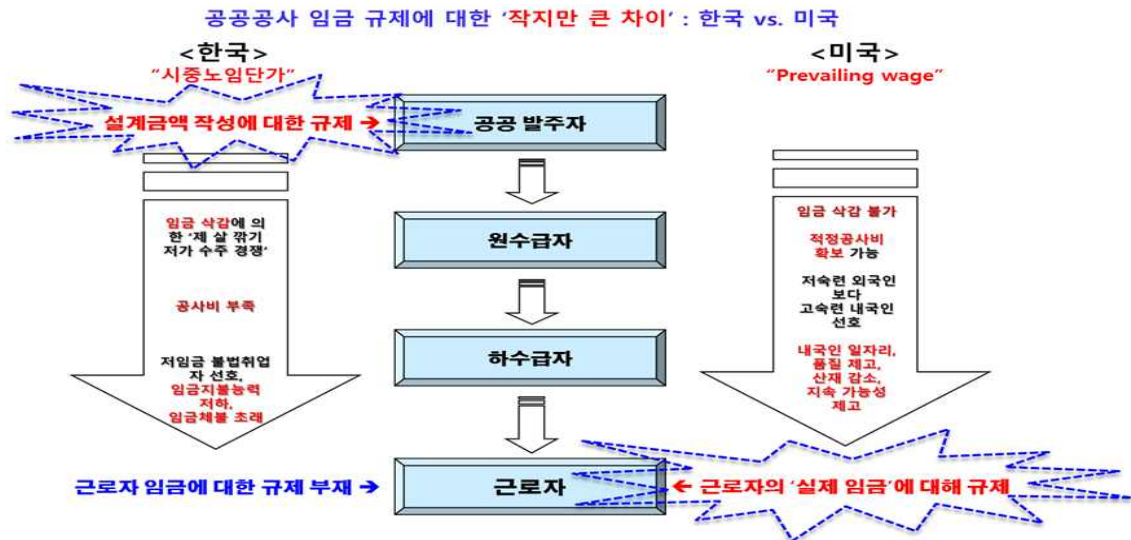 공공공사 임금 규제에 대한 '작지만 큰 차이' : 한국 vs. 미국
<한국>
"시중노임단가"
<미국>
"Prevailing wage"
설계금액 작성에 대한 규제 →
공공 발주자
임금 삭감에 의
한 '제 살 깎기
저가 수주 경쟁'
공사비 부족
저임금 불법취업
자 선호,
임금지불능력
저하,
임금체불 초래
원수급자
하수급자
임금 삭감 불가
적정공사비
확보 가능
저숙련 외국인
보다
고숙련 내국인
선호
내국인 일자리,
품질 제고,
산재 감소,
지속 가능성
제고
근로자 임금에 대한 규제 부재 →
근로자
← 근로자의 '실제 임금'에 대해 규제